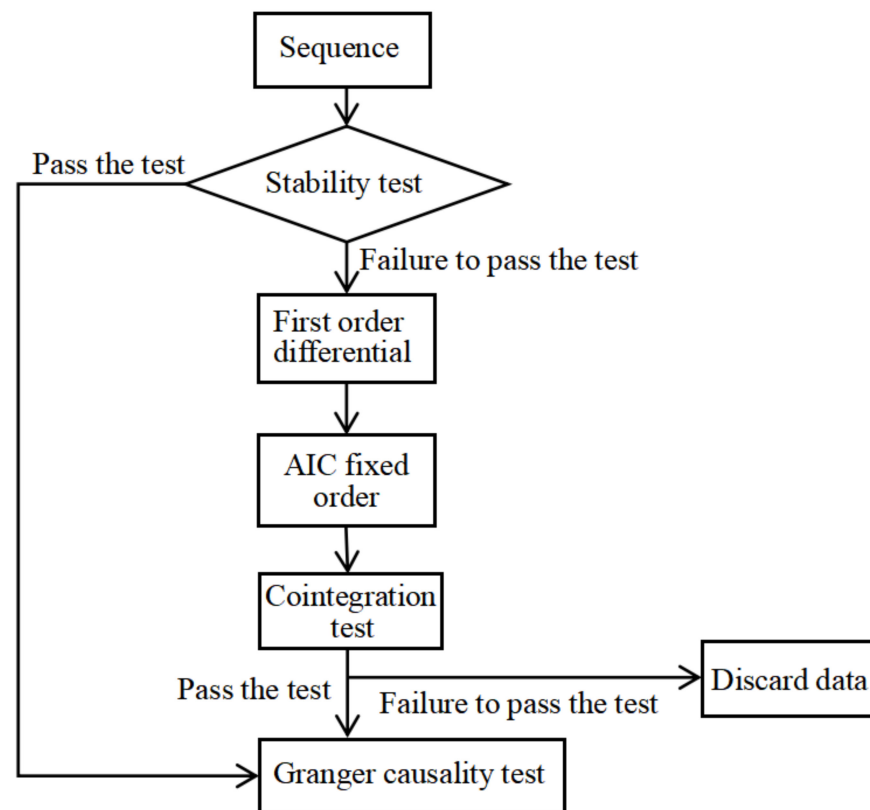 Sequence
Pass the test
Stability test
Failure to pass the test
First order
differential
AIC fixed
order
Cointegration
test
Pass the test
Failure to pass the test
Discard data
Granger causality test